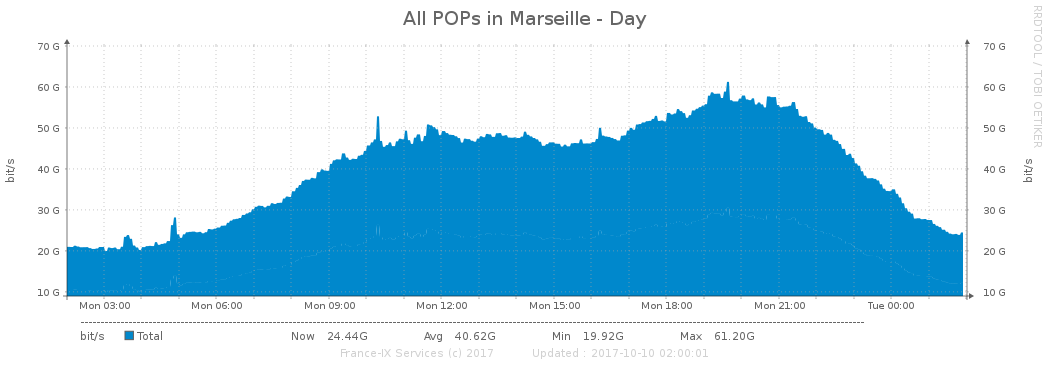 All POPs in Marseille - Day
RRDTOOL / TOBI OETIKER
70 G 70 G
60 G 60 G
50 G 50 G
40 G 40 G
30 G 30 G
20 G 20 G
10 G 10 G
bit/s
bit/s
Mon 03:00 Mon 06:00 Mon 09:00 Mon 12:00 Mon 15:00 Mon 18:00 Mon 21:00 Tue 00:00
bit/s Total Now 24.44G Avg 40.62G Min 19.92G Max 61.20G
France-IX Services (c) 2017 Updated : 2017-10-10 02:00:01